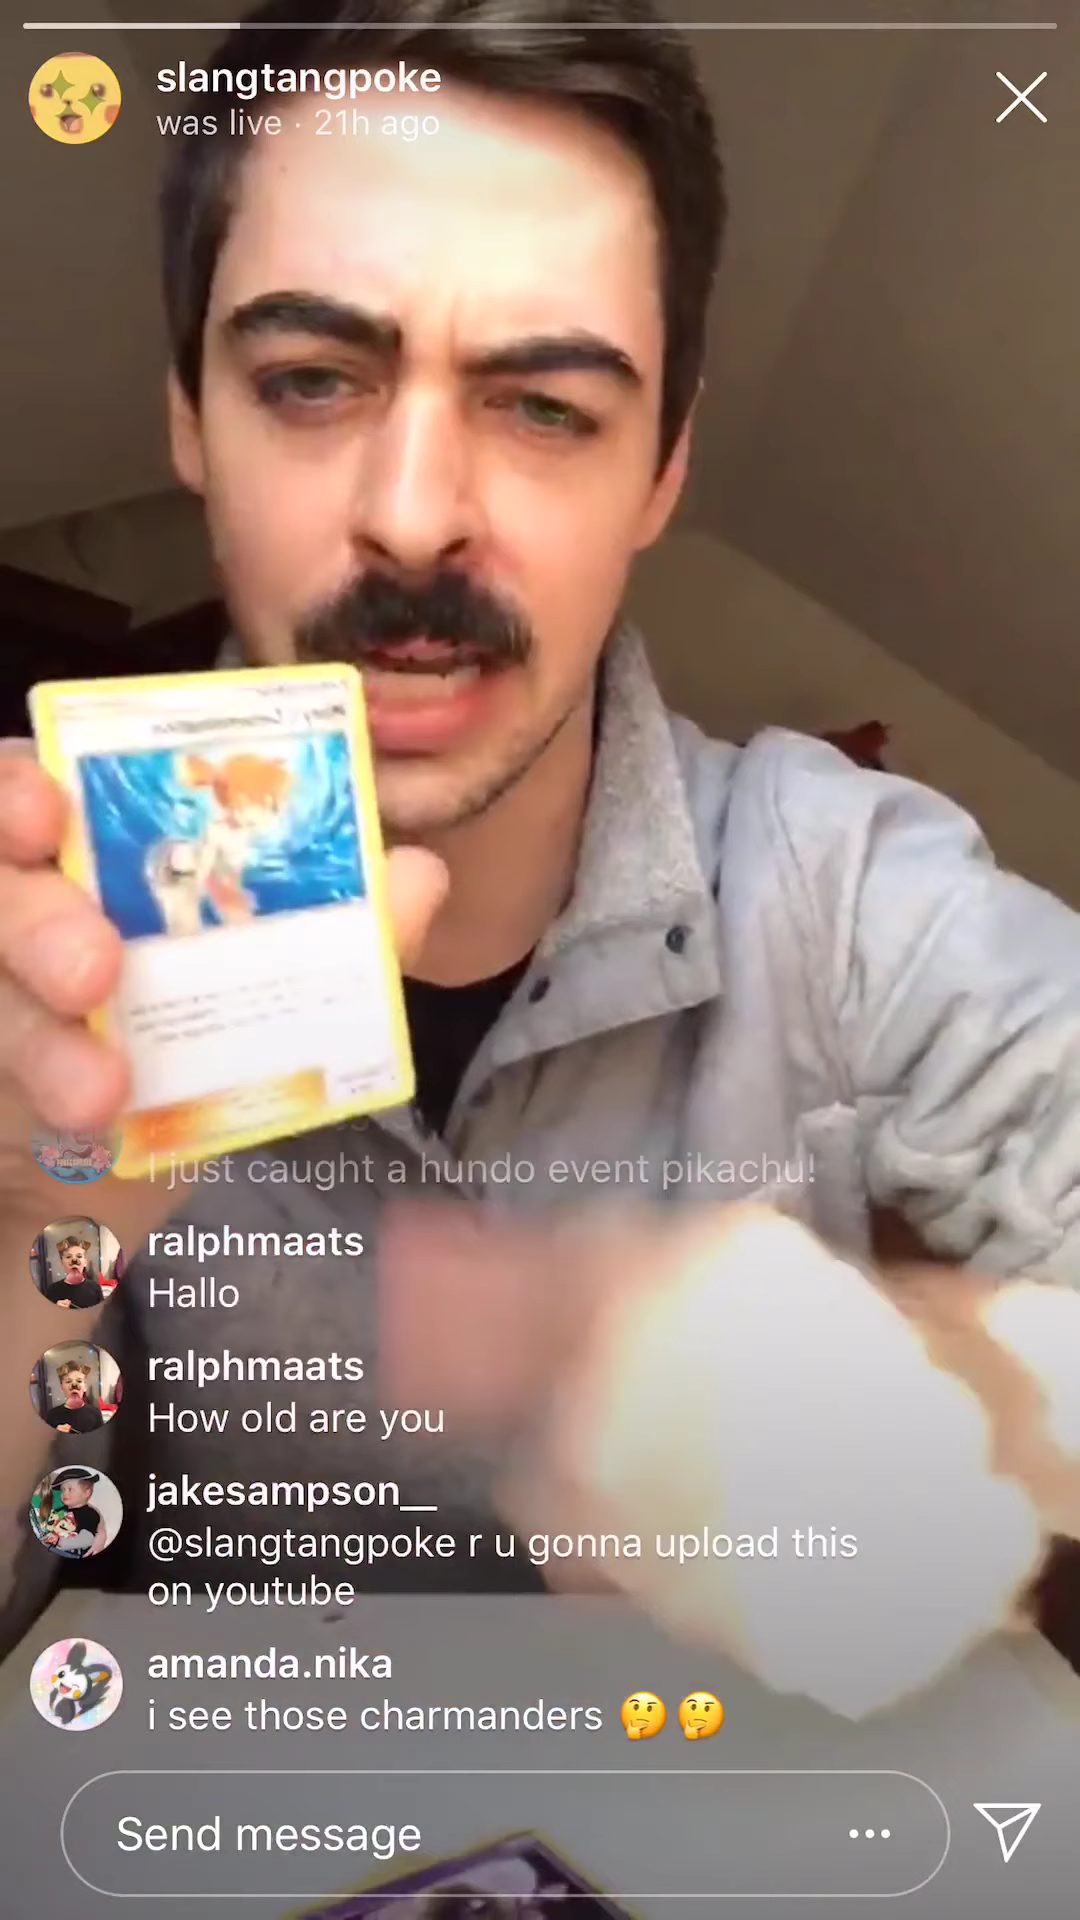 slangtangpoke
was live · 21h ago
I just caught a hundo event pikachu!
ralphmaats
Hallo
ralphmaats
How old are you
jakesampson__
@slangtangpoke r u gonna upload this
on youtube
amanda.nika
i see those charmanders 🤔🤔
Send message